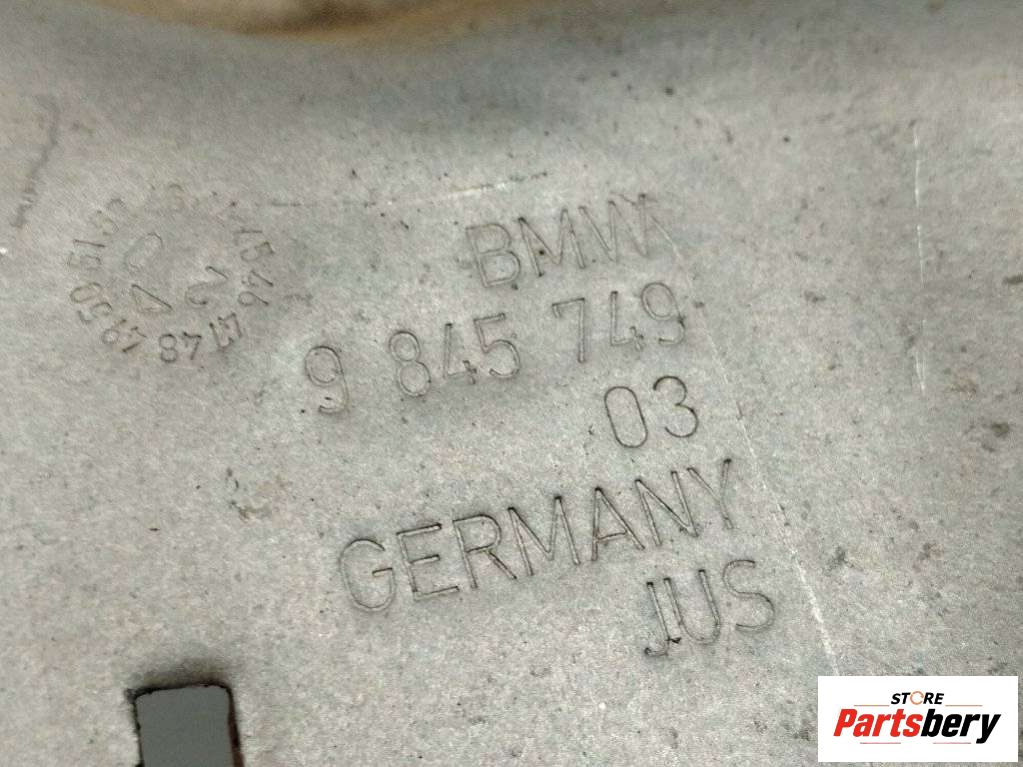 BMW
9 845 749
03
GERMANY
JUS
STORE
Partsbery